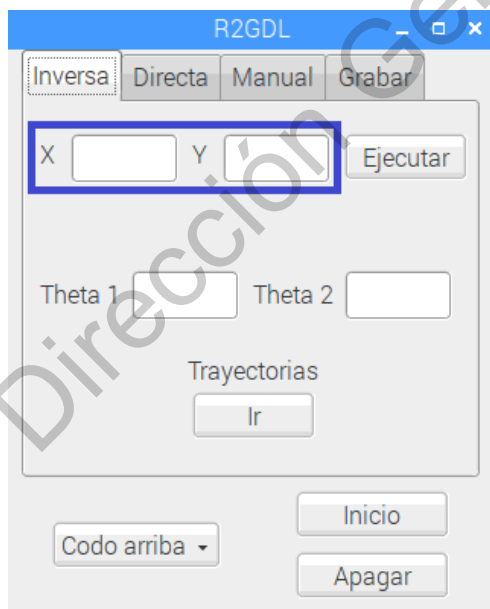 R2GDL
Inversa Directa Manual Grabar
X Y Ejecutar
Theta 1 Theta 2
Trayectorias
Ir
Inicio
Codo arriba
Apagar
Dirección Ge